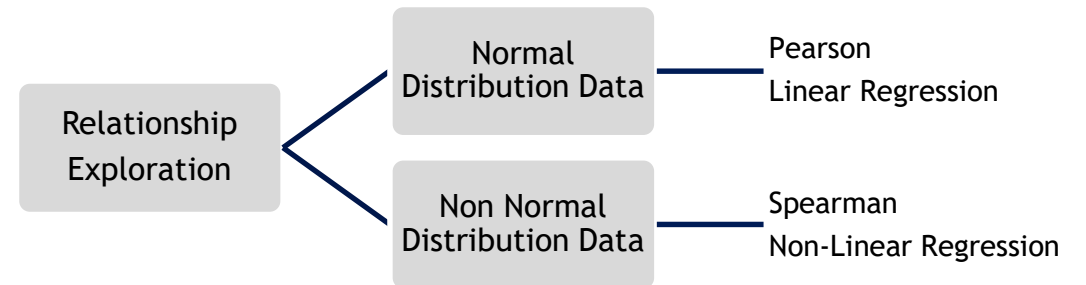 Relationship
Exploration
Normal
Distribution Data
Pearson
Linear Regression
Non Normal
Distribution Data
Spearman
Non-Linear Regression